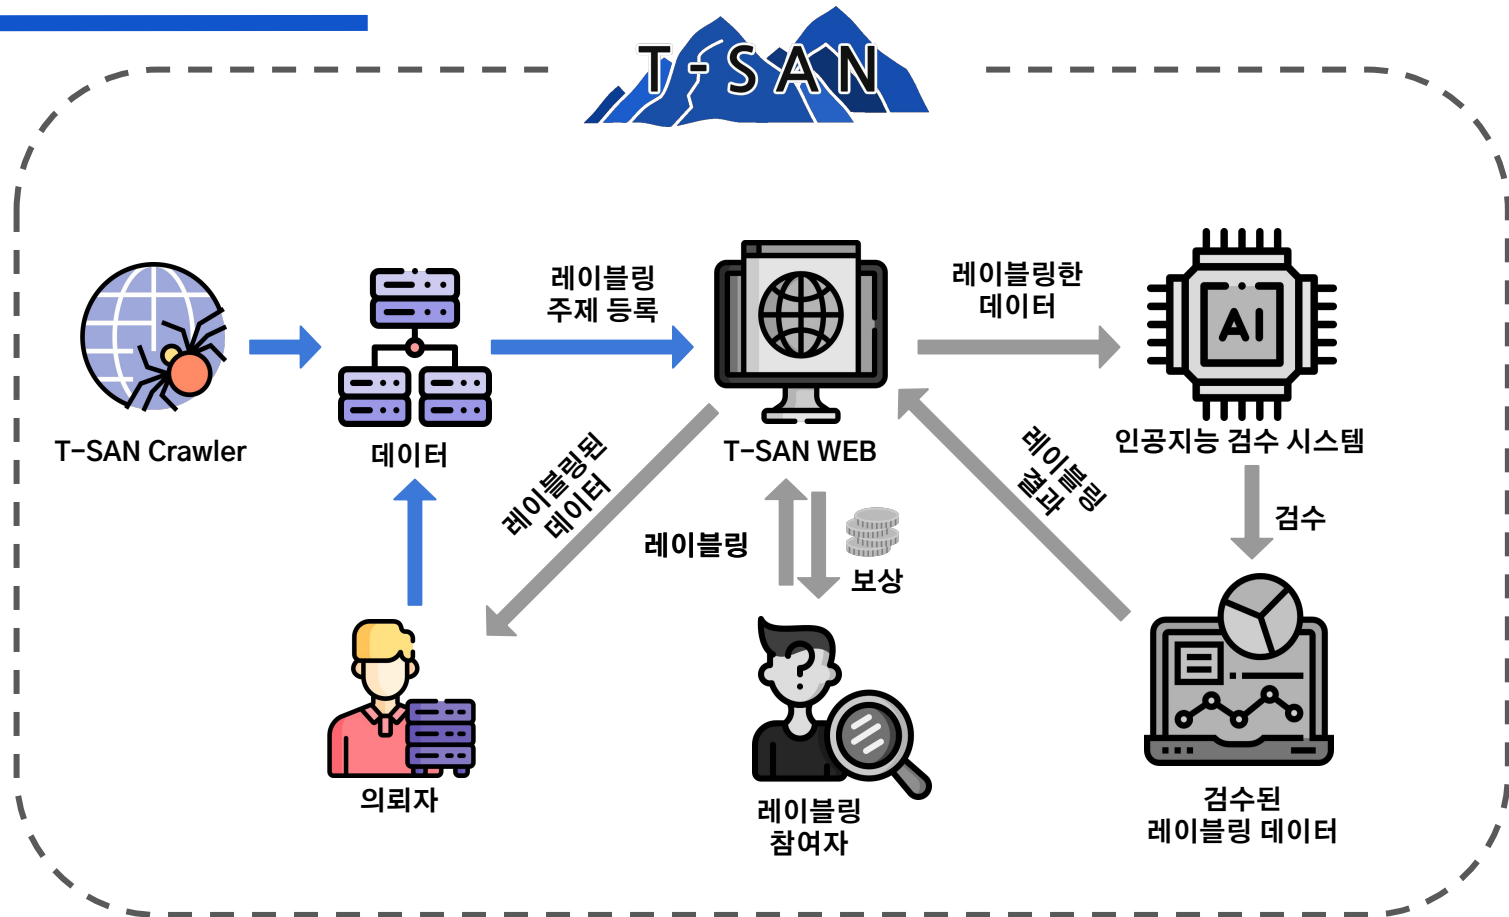 T-SAN
레이블링
주제 등록
레이블링한
데이터
AI
T-SAN Crawler
데이터
T-SAN WEB
인공지능 검수 시스템
레이블링된
데이터
레이블링
보상
레이블링
결과
검수
?
의뢰자
레이블링
참여자
검수된
레이블링 데이터